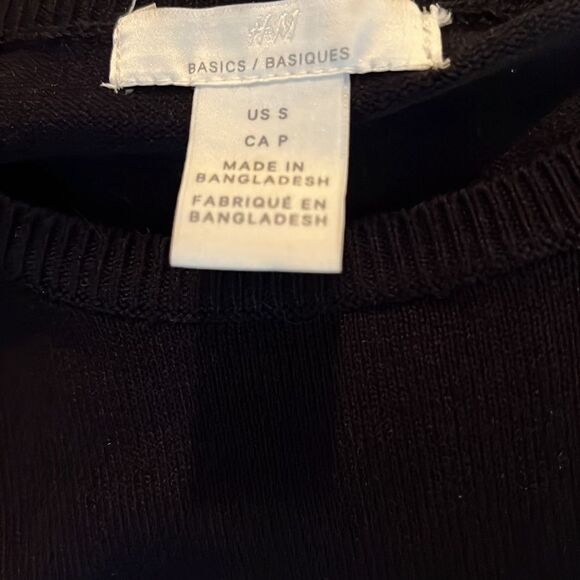 H&M
BASICS / BASIQUES
US S
CA P
MADE IN
BANGLADESH
FABRIQUÉ EN
BANGLADESH